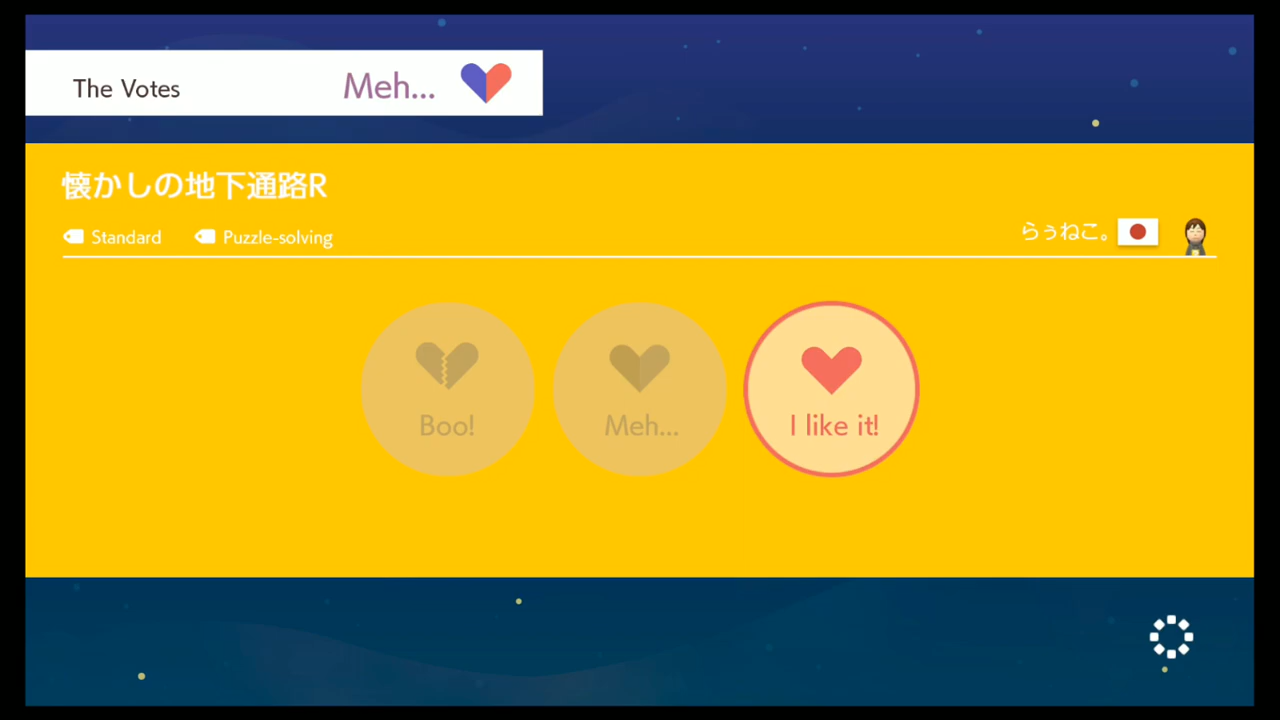 The Votes
Meh...
懐かしの地下通路R
Standard
Puzzle-solving
らぅねこ。
Boo!
Meh...
I like it!